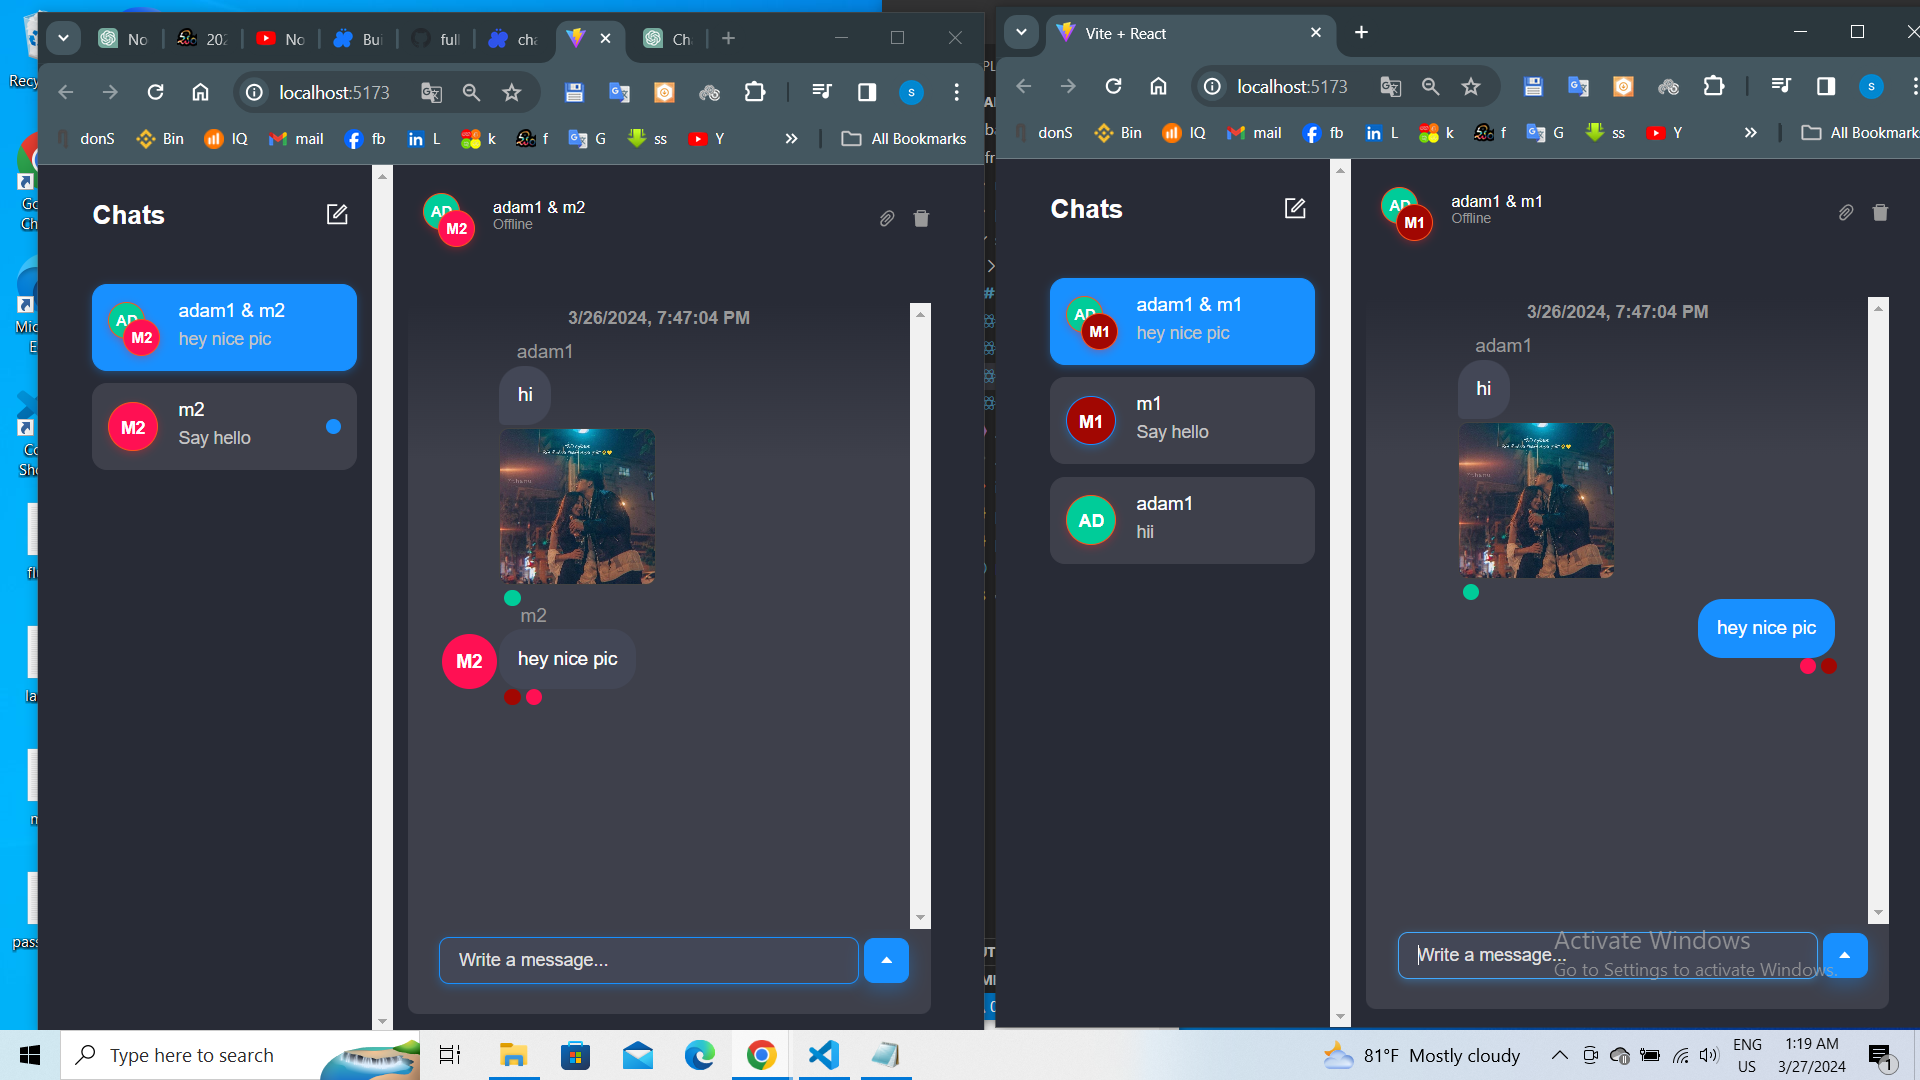 No
202
No
Bui
full
cha
Ch
Vite + React
localhost:5173
localhost:5173
S
S
donS
Bin
IQ
mail
fb
L
k
f
G
ss
Y
»
All Bookmarks
donS
Bin
IQ
mail
fb
L
k
f
G
ss
Y
»
All Bookmarks
Chats
AD
M2
adam1 & m2
Offline
AD
M2
adam1 & m2
hey nice pic
M2
m2
Say hello
3/26/2024, 7:47:04 PM
adam1
hi
m2
M2
hey nice pic
Write a message...
Chats
AD
M1
adam1 & m1
Offline
AD
M1
adam1 & m1
hey nice pic
M1
m1
Say hello
AD
adam1
hii
3/26/2024, 7:47:04 PM
adam1
hi
hey nice pic
Write a message...
Activate Windows
Go to Settings to activate Windows.
Type here to search
81°F Mostly cloudy
ENG
US
1:19 AM
3/27/2024
1